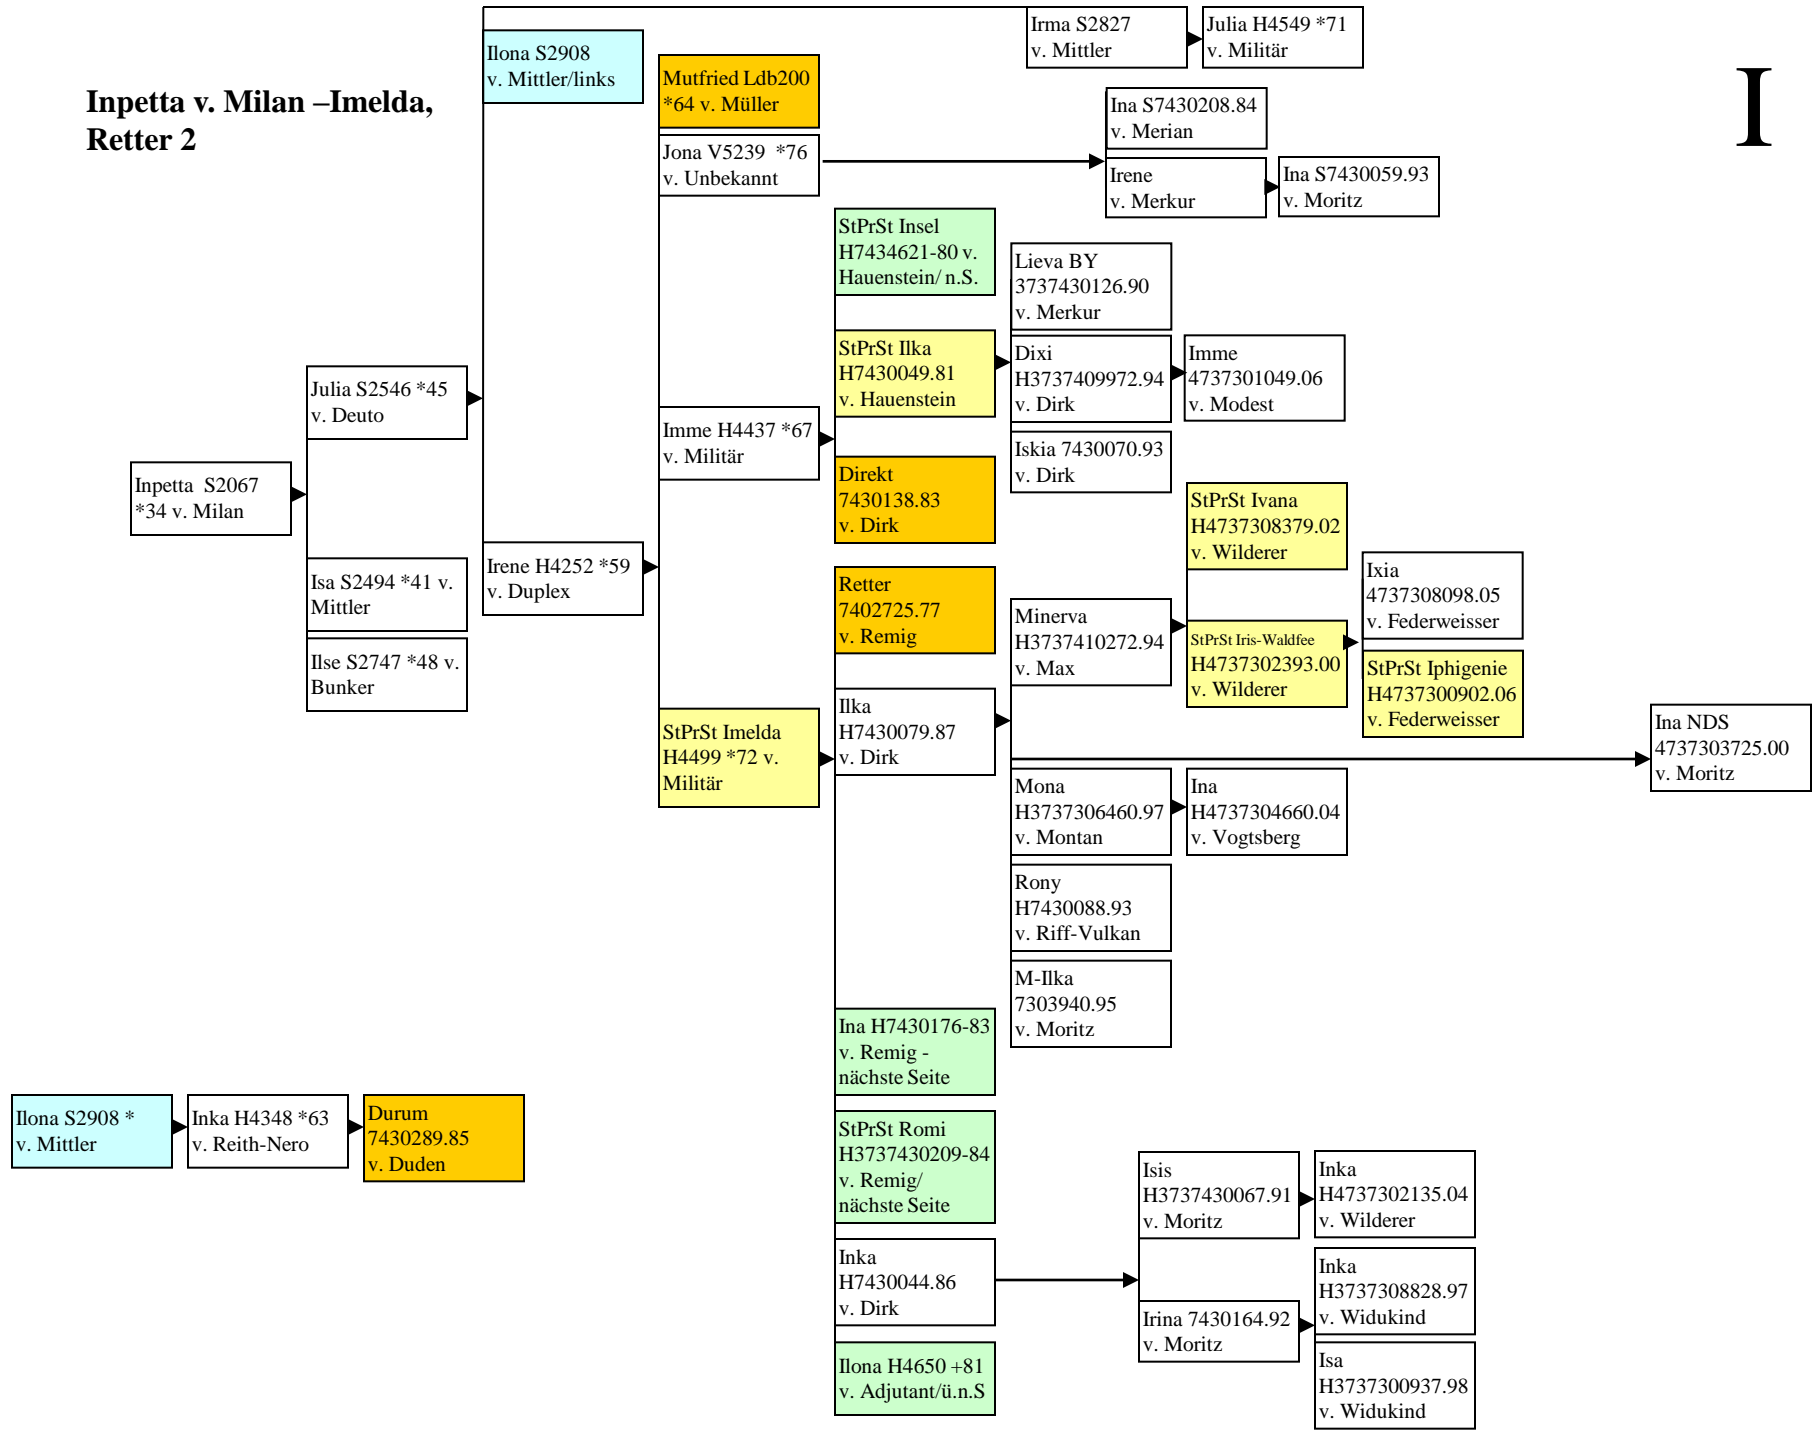 Inpetta v. Milan –Imelda,
Retter 2
I
Irma S2827
v. Mittler
Julia H4549 *71
v. Militär
Ilona S2908
v. Mittler/links
Mutfried Ldb200
*64 v. Müller
Jona V5239 *76
v. Unbekannt
Ina S7430208.84
v. Merian
Irene
v. Merkur
Ina S7430059.93
v. Moritz
StPrSt Insel
H7434621-80 v.
Hauenstein/ n.S.
Lieva BY
3737430126.90
v. Merkur
StPrSt Ilka
H7430049.81
v. Hauenstein
Dixi
H3737409972.94
v. Dirk
Imme
4737301049.06
v. Modest
Julia S2546 *45
v. Deuto
Imme H4437 *67
v. Militär
Iskia 7430070.93
v. Dirk
Direkt
7430138.83
v. Dirk
Inpetta S2067
*34 v. Milan
StPrSt Ivana
H4737308379.02
v. Wilderer
Isa S2494 *41 v.
Mittler
Irene H4252 *59
v. Duplex
Retter
7402725.77
v. Remig
Ixia
4737308098.05
v. Federweisser
Minerva
H3737410272.94
v. Max
StPrSt Iris-Waldfee
H4737302393.00
v. Wilderer
StPrSt Iphigenie
H4737300902.06
v. Federweisser
Ilse S2747 *48 v.
Bunker
StPrSt Imelda
H4499 *72 v.
Militär
Ilka
H7430079.87
v. Dirk
Ina NDS
4737303725.00
v. Moritz
Mona
H3737306460.97
v. Montan
Ina
H4737304660.04
v. Vogtsberg
Rony
H7430088.93
v. Riff-Vulkan
M-Ilka
7303940.95
v. Moritz
Ina H7430176-83
v. Remig -
nächste Seite
Ilona S2908 *
v. Mittler
Inka H4348 *63
v. Reith-Nero
Durum
7430289.85
v. Duden
StPrSt Romi
H3737430209-84
v. Remig/
nächste Seite
Isis
H3737430067.91
v. Moritz
Inka
H4737302135.04
v. Wilderer
Inka
H7430044.86
v. Dirk
Inka
H3737308828.97
v. Widukind
Irina 7430164.92
v. Moritz
Ilona H4650 +81
v. Adjutant/ü.n.S
Isa
H3737300937.98
v. Widukind